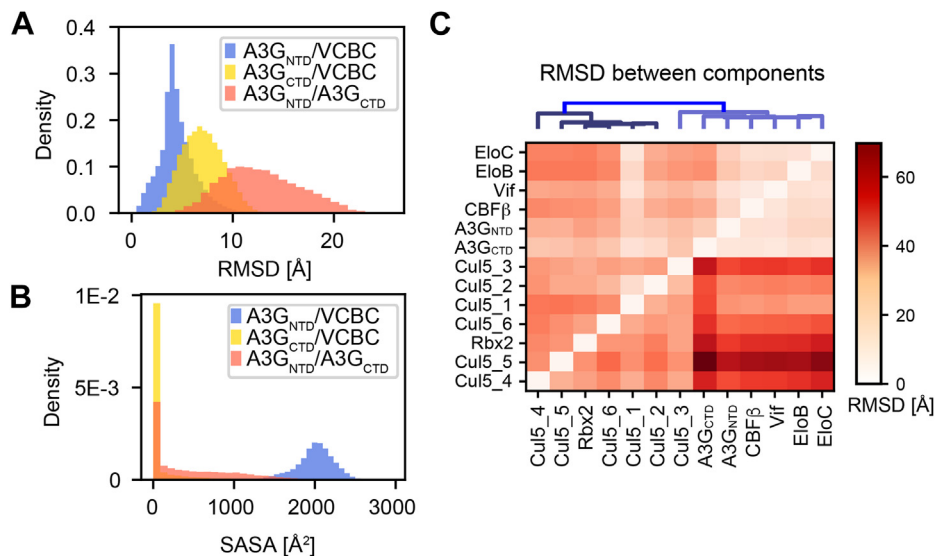 A
0.4
0.3
0.2
0.1
0.0
Density
A3G_NTD/VCBC
A3G_CTD/VCBC
A3G_NTD/A3G_CTD
0
10
20
RMSD [Å]
B
1E-2
5E-3
0
Density
A3G_NTD/VCBC
A3G_CTD/VCBC
A3G_NTD/A3G_CTD
0
1000
2000
3000
SASA [Å²]
C
RMSD between components
EloC
EloB
Vif
CBFβ
A3G_NTD
A3G_CTD
Cul5_3
Cul5_2
Cul5_1
Cul5_6
Rbx2
Cul5_5
Cul5_4
Cul5_4
Cul5_5
Rbx2
Cul5_6
Cul5_1
Cul5_2
Cul5_3
A3G_CTD
A3G_NTD
CBFβ
Vif
EloB
EloC
60
40
20
0
RMSD [Å]